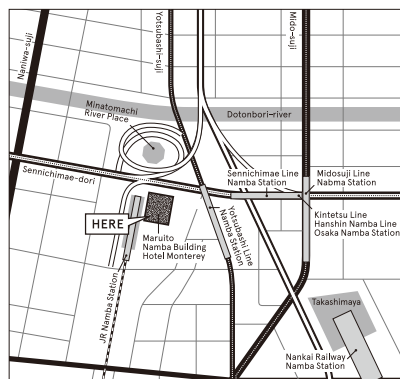 Naniwa-suji
Yotsubashi-suji
Mido-suji
Minatomachi
River Place
Dotonbori-river
Sennichimae-dori
Sennichimae Line
Namba Station
Midosuji Line
Nabma Station
HERE
Maruito
Namba Building
Hotel Monterey
Yotsubashi Line
Namba Station
Kintetsu Line
Hanshin Namba Line
Osaka Namba Station
JR Namba Station
Takashimaya
Nankai Railway
Namba Station